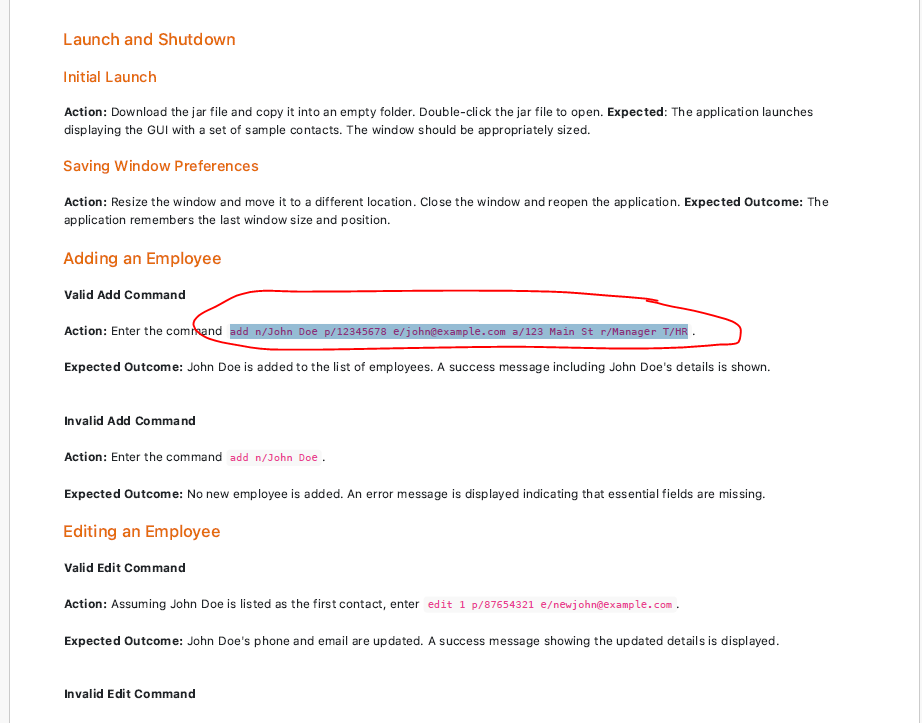 Launch and Shutdown
Initial Launch
Action: Download the jar file and copy it into an empty folder. Double-click the jar file to open. Expected: The application launches
displaying the GUI with a set of sample contacts. The window should be appropriately sized.
Saving Window Preferences
Action: Resize the window and move it to a different location. Close the window and reopen the application. Expected Outcome: The
application remembers the last window size and position.
Adding an Employee
Valid Add Command
Action: Enter the command add n/John Doe p/12345678 e/john@example.com a/123 Main St r/Manager T/HR .
Expected Outcome: John Doe is added to the list of employees. A success message including John Doe's details is shown.
Invalid Add Command
Action: Enter the command add n/John Doe .
Expected Outcome: No new employee is added. An error message is displayed indicating that essential fields are missing.
Editing an Employee
Valid Edit Command
Action: Assuming John Doe is listed as the first contact, enter edit 1 p/87654321 e/newjohn@example.com .
Expected Outcome: John Doe's phone and email are updated. A success message showing the updated details is displayed.
Invalid Edit Command